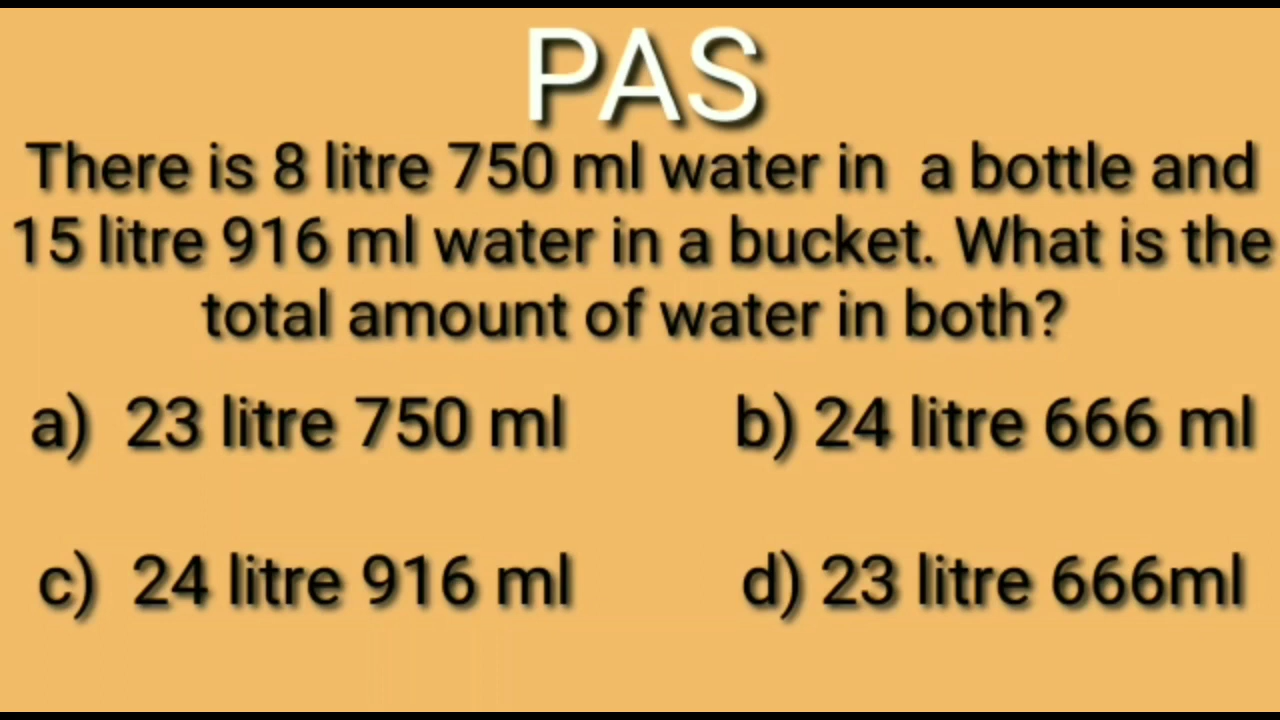 PAS
There is 8 litre 750 ml water in a bottle and
15 litre 916 ml water in a bucket. What is the
total amount of water in both?
a) 23 litre 750 ml b) 24 litre 666 ml
c) 24 litre 916 ml d) 23 litre 666ml